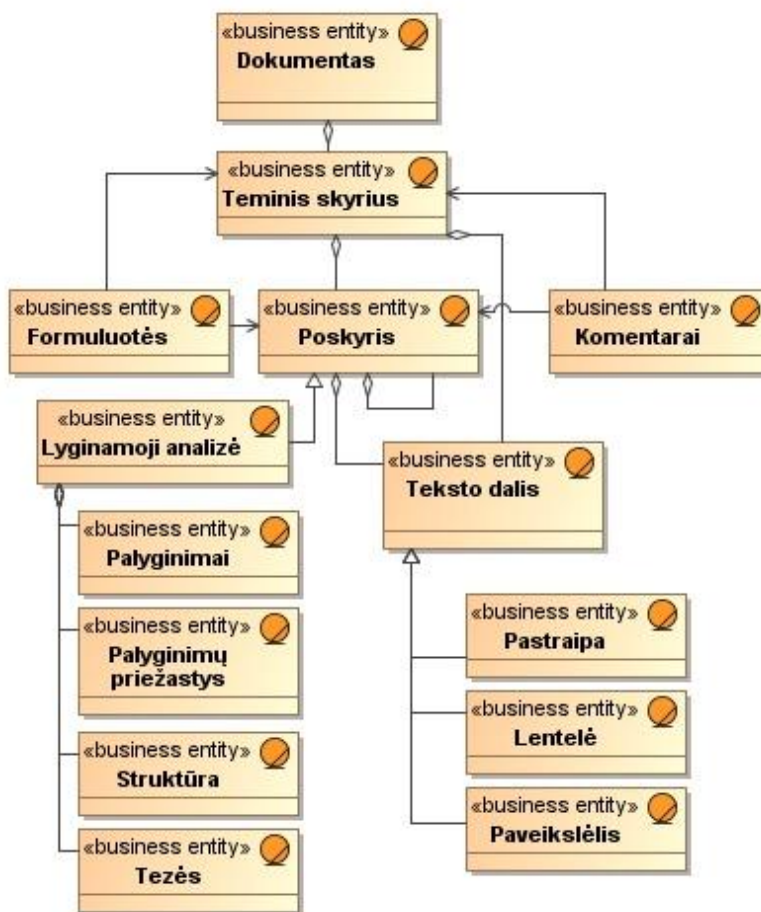 «business entity»
Dokumentas
«business entity»
Teminis skyrius
«business entity»
Formuluotės
«business entity»
Poskyris
«business entity»
Komentarai
«business entity»
Lyginamoji analizė
«business entity»
Teksto dalis
«business entity»
Palyginimai
«business entity»
Palyginimų
priežastys
«business entity»
Struktūra
«business entity»
Tezės
«business entity»
Pastraipa
«business entity»
Lentelė
«business entity»
Paveikslėlis